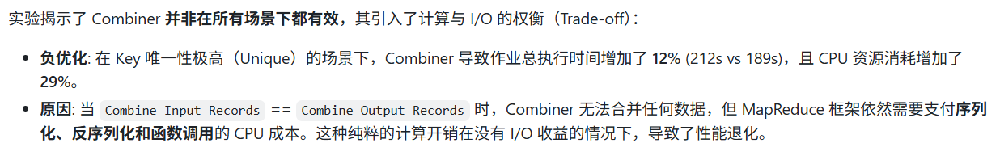 实验揭示了 Combiner 并非在所有场景下都有效，其引入了计算与 I/O 的权衡（Trade-off）：
• 负优化: 在 Key 唯一性极高（Unique）的场景下，Combiner 导致作业总执行时间增加了 12% (212s vs 189s)，且 CPU 资源消耗增加了
29%。
• 原因: 当 Combine Input Records == Combine Output Records 时，Combiner 无法合并任何数据，但 MapReduce 框架依然需要支付序列
化、反序列化和函数调用的 CPU 成本。这种纯粹的计算开销在没有 I/O 收益的情况下，导致了性能退化。